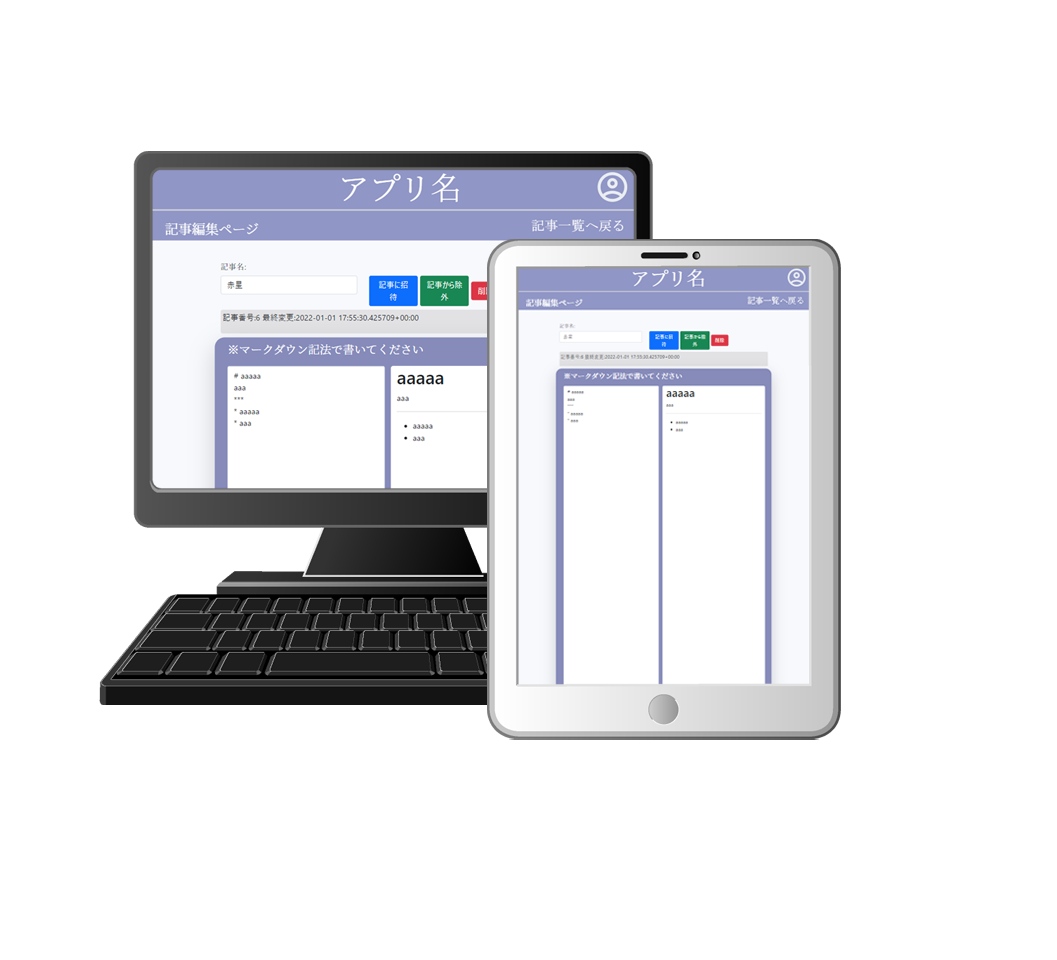 アプリ名
記事編集ページ
記事一覧へ戻る
記事名:
赤星
記事に招
待
記事から除
外
削
記事番号:6 最終変更:2022-01-01 17:55:30.425709+00:00
※マークダウン記法で書いてください
# aaaaa
aaa
***
* aaaaa
* aaa
aaaaa
aaa
• aaaaa
• aaa
アプリ名
記事編集ページ
記事一覧へ戻る
記事名:
赤星
記事に招
待
記事から除
外
削除
記事番号:6 最終変更:2022-01-01 17:55:30.425709+00:00
※マークダウン記法で書いてください
# aaaaa
aaa
***
* aaaaa
* aaa
aaaaa
aaa
• aaaaa
• aaa